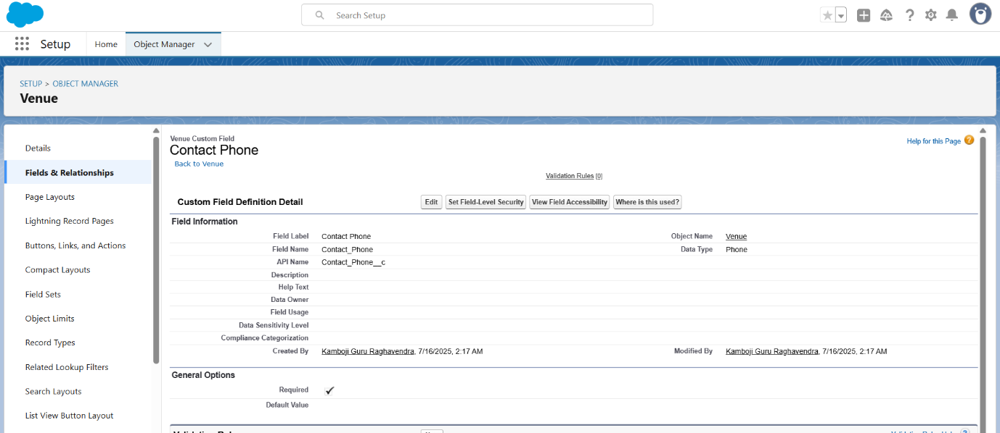 Search Setup
Setup
Home
Object Manager
SETUP > OBJECT MANAGER
Venue
Details
Fields & Relationships
Page Layouts
Lightning Record Pages
Buttons, Links, and Actions
Compact Layouts
Field Sets
Object Limits
Record Types
Related Lookup Filters
Search Layouts
List View Button Layout
Venue Custom Field
Contact Phone
Back to Venue
Help for this Page ?
Validation Rules [0]
Custom Field Definition Detail
Edit
Set Field-Level Security
View Field Accessibility
Where is this used?
Field Information
Field Label Contact Phone Object Name Venue
Field Name Contact_Phone Data Type Phone
API Name Contact_Phone__c
Description
Help Text
Data Owner
Field Usage
Data Sensitivity Level
Compliance Categorization
Created By Kamboji Guru Raghavendra, 7/16/2025, 2:17 AM Modified By Kamboji Guru Raghavendra, 7/16/2025, 2:17 AM
General Options
Required
Default Value